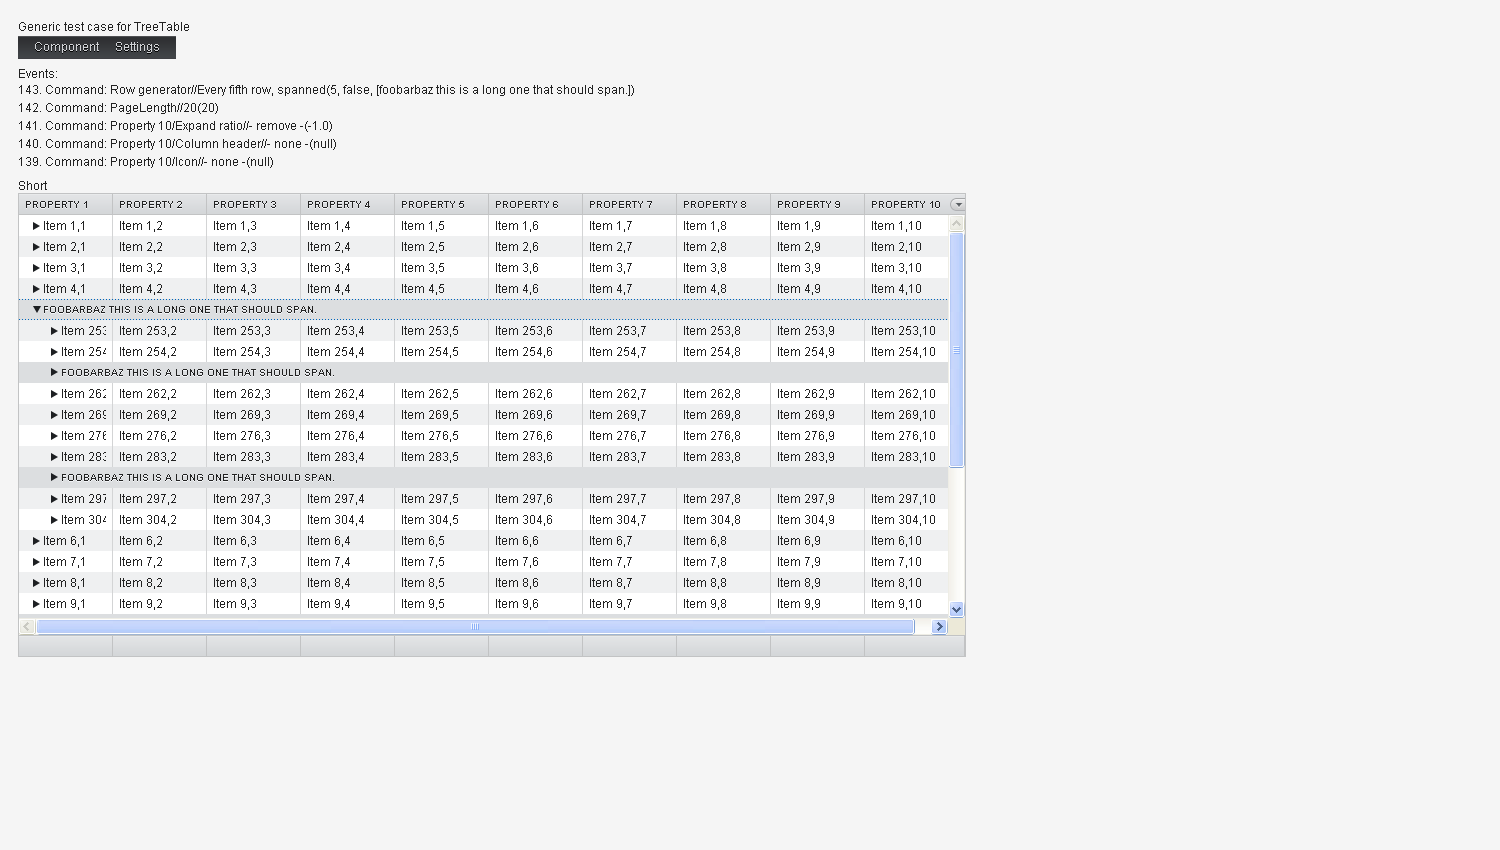 Generic test case for TreeTable
Component Settings
Events:
143. Command: Row generator//Every fifth row, spanned(5, false, [foobarbaz this is a long one that should span.])
142. Command: PageLength//20(20)
141. Command: Property 10/Expand ratio//- remove -(-1.0)
140. Command: Property 10/Column header//- none -(null)
139. Command: Property 10/Icon//- none -(null)
Short
PROPERTY 1 PROPERTY 2 PROPERTY 3 PROPERTY 4 PROPERTY 5 PROPERTY 6 PROPERTY 7 PROPERTY 8 PROPERTY 9 PROPERTY 10
Item 1,1 Item 1,2 Item 1,3 Item 1,4 Item 1,5 Item 1,6 Item 1,7 Item 1,8 Item 1,9 Item 1,10
Item 2,1 Item 2,2 Item 2,3 Item 2,4 Item 2,5 Item 2,6 Item 2,7 Item 2,8 Item 2,9 Item 2,10
Item 3,1 Item 3,2 Item 3,3 Item 3,4 Item 3,5 Item 3,6 Item 3,7 Item 3,8 Item 3,9 Item 3,10
Item 4,1 Item 4,2 Item 4,3 Item 4,4 Item 4,5 Item 4,6 Item 4,7 Item 4,8 Item 4,9 Item 4,10
FOOBARBAZ THIS IS A LONG ONE THAT SHOULD SPAN.
Item 253 Item 253,2 Item 253,3 Item 253,4 Item 253,5 Item 253,6 Item 253,7 Item 253,8 Item 253,9 Item 253,10
Item 254 Item 254,2 Item 254,3 Item 254,4 Item 254,5 Item 254,6 Item 254,7 Item 254,8 Item 254,9 Item 254,10
FOOBARBAZ THIS IS A LONG ONE THAT SHOULD SPAN.
Item 262 Item 262,2 Item 262,3 Item 262,4 Item 262,5 Item 262,6 Item 262,7 Item 262,8 Item 262,9 Item 262,10
Item 269 Item 269,2 Item 269,3 Item 269,4 Item 269,5 Item 269,6 Item 269,7 Item 269,8 Item 269,9 Item 269,10
Item 276 Item 276,2 Item 276,3 Item 276,4 Item 276,5 Item 276,6 Item 276,7 Item 276,8 Item 276,9 Item 276,10
Item 283 Item 283,2 Item 283,3 Item 283,4 Item 283,5 Item 283,6 Item 283,7 Item 283,8 Item 283,9 Item 283,10
FOOBARBAZ THIS IS A LONG ONE THAT SHOULD SPAN.
Item 297 Item 297,2 Item 297,3 Item 297,4 Item 297,5 Item 297,6 Item 297,7 Item 297,8 Item 297,9 Item 297,10
Item 304 Item 304,2 Item 304,3 Item 304,4 Item 304,5 Item 304,6 Item 304,7 Item 304,8 Item 304,9 Item 304,10
Item 6,1 Item 6,2 Item 6,3 Item 6,4 Item 6,5 Item 6,6 Item 6,7 Item 6,8 Item 6,9 Item 6,10
Item 7,1 Item 7,2 Item 7,3 Item 7,4 Item 7,5 Item 7,6 Item 7,7 Item 7,8 Item 7,9 Item 7,10
Item 8,1 Item 8,2 Item 8,3 Item 8,4 Item 8,5 Item 8,6 Item 8,7 Item 8,8 Item 8,9 Item 8,10
Item 9,1 Item 9,2 Item 9,3 Item 9,4 Item 9,5 Item 9,6 Item 9,7 Item 9,8 Item 9,9 Item 9,10